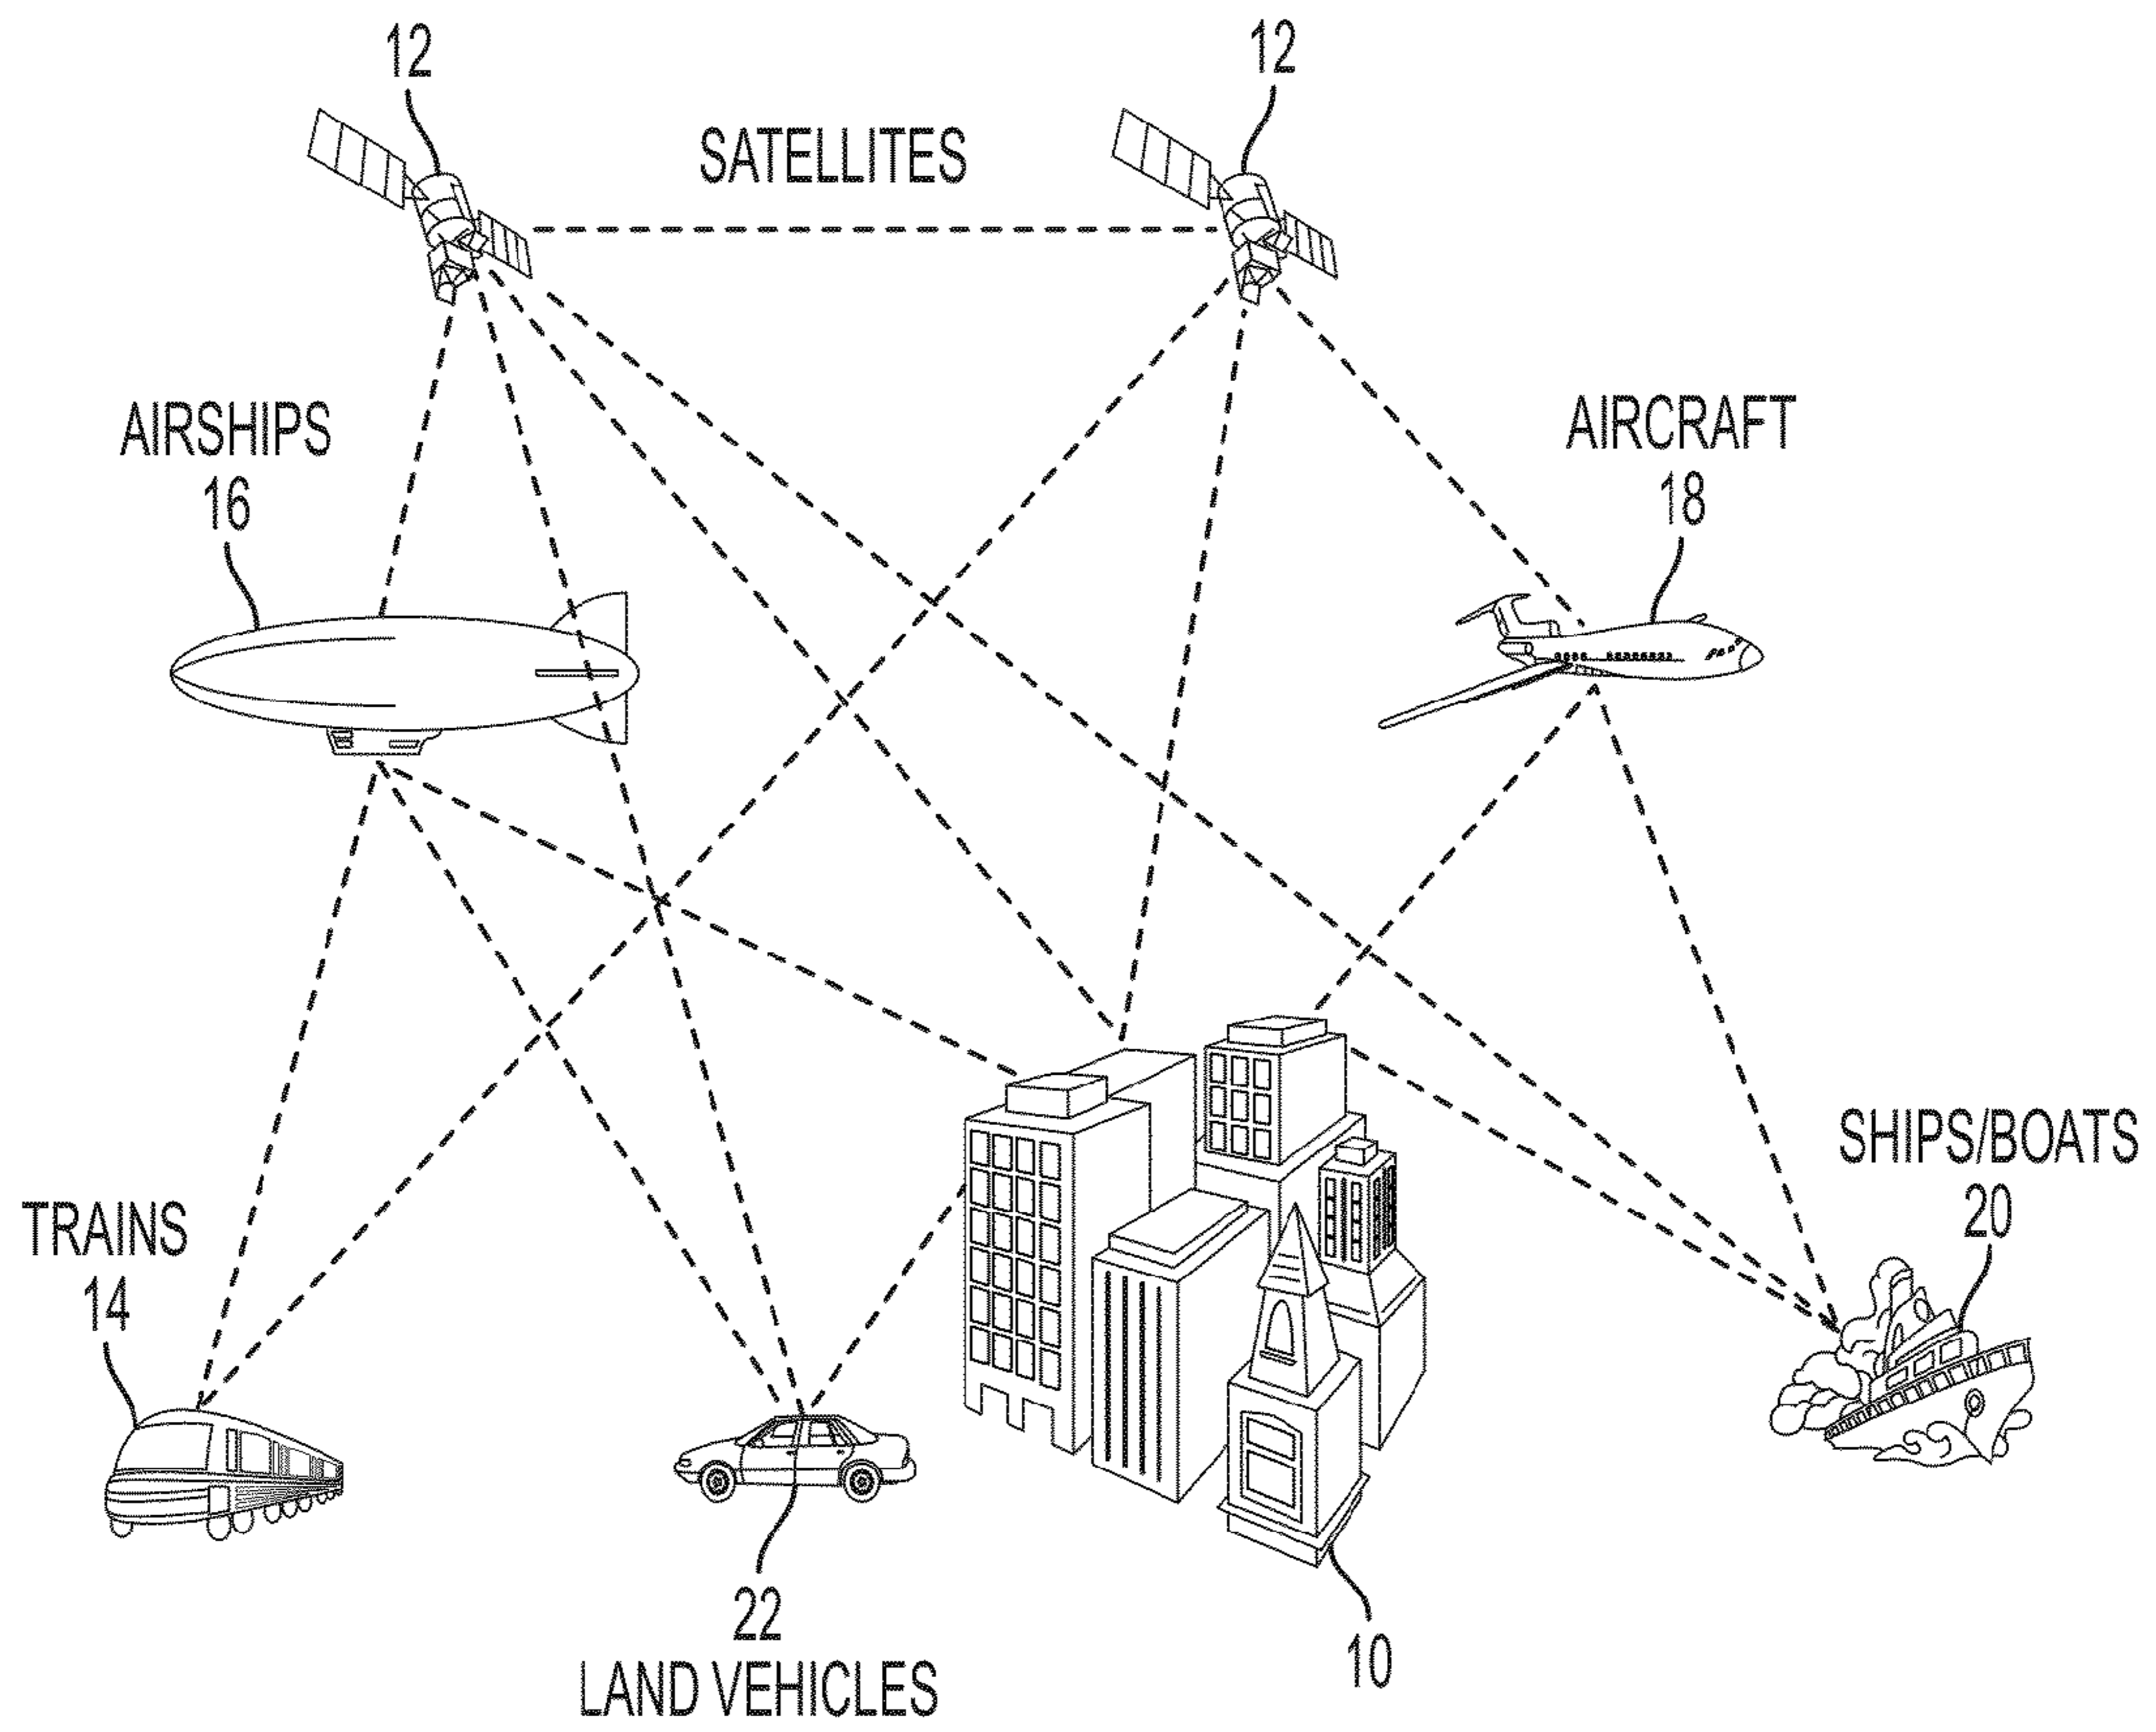 12
12
SATELLITES
AIRSHIPS
16
AIRCRAFT
18
SHIPS/BOATS
20
TRAINS
14
22
LAND VEHICLES
10